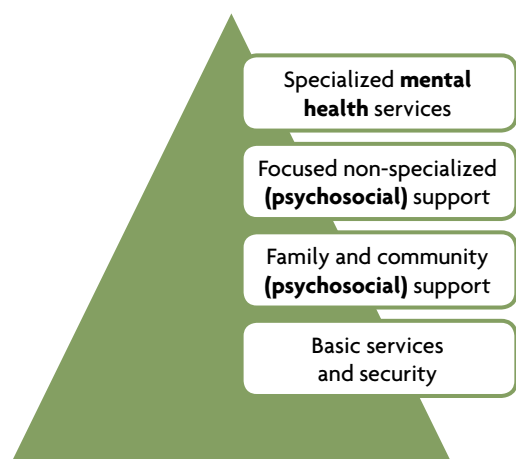 Specialized mental
health services
Focused non-specialized
(psychosocial) support
Family and community
(psychosocial) support
Basic services
and security